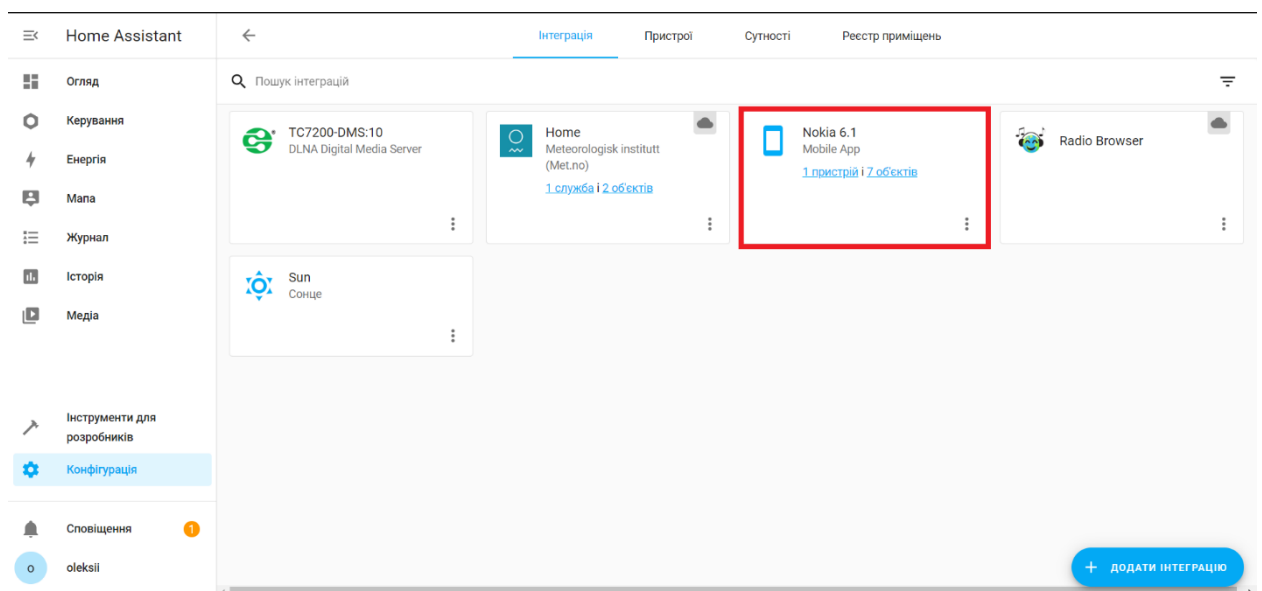 Home Assistant
Інтеграція
Пристрої
Сутності
Реєстр приміщень
Огляд
Керування
Енергія
Мапа
Журнал
Історія
Медіа
Інструменти для
розробників
Конфігурація
Сповіщення
1
o
oleksii
Пошук інтеграцій
TC7200-DMS:10
DLNA Digital Media Server
Home
Meteorologisk institutt
(Met.no)
1 служба і 2 об'єктів
Nokia 6.1
Mobile App
1 пристрій і 7 об'єктів
Radio Browser
Sun
Сонце
+ ДОДАТИ ІНТЕГРАЦІЮ